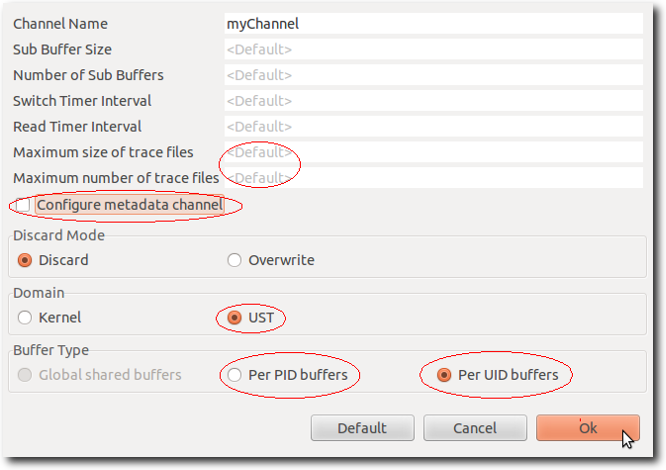 Channel Name myChannel
Sub Buffer Size <Default>
Number of Sub Buffers <Default>
Switch Timer Interval <Default>
Read Timer Interval <Default>
Maximum size of trace files <Default>
Maximum number of trace files <Default>
Configure metadata channel
Discard Mode
Discard Overwrite
Domain
Kernel UST
Buffer Type
Global shared buffers Per PID buffers Per UID buffers
Default Cancel Ok